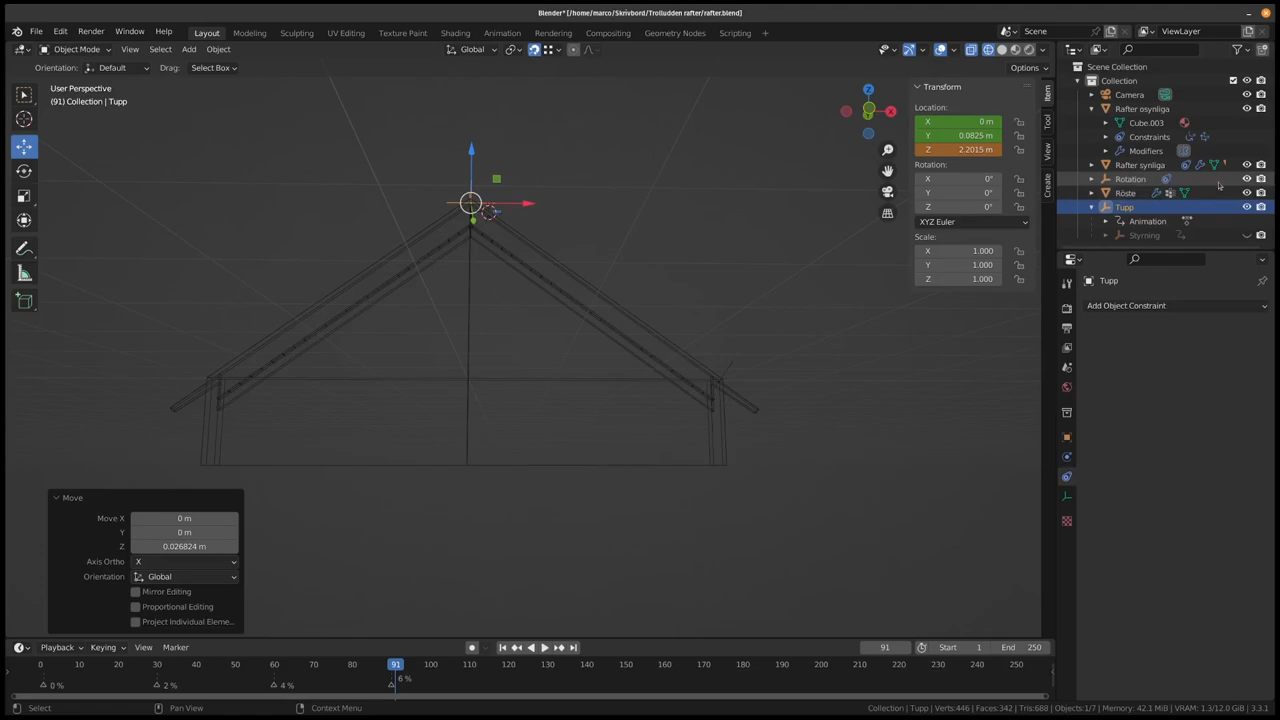 Blender* [/home/marco/Skrivbord/Trolludden rafter/rafter.blend]
File Edit Render Window Help Layout Modeling Sculpting UV Editing Texture Paint Shading Animation Rendering Compositing Geometry Nodes Scripting Scene ViewLayer
Object Mode View Select Add Object Global
Orientation: Default Drag: Select Box Options
User Perspective
(91) Collection | Tupp
Transform
Location:
X 0 m
Y 0.0825 m
Z 2.2015 m
Rotation:
X 0°
Y 0°
Z 0°
XYZ Euler
Scale:
X 1.000
Y 1.000
Z 1.000
Item
Tool
View
Create
Z
X
Y
Scene Collection
Collection
Camera
Rafter osynliga
Cube.003
Constraints
Modifiers
Rafter synliga
Rotation
Röste
Tupp
Animation
Styrning
Tupp
Add Object Constraint
Move
Move X 0 m
Y 0 m
Z 0.026824 m
Axis Ortho X
Orientation Global
Mirror Editing
Proportional Editing
Project Individual Eleme...
Playback Keying View Marker 91 Start 1 End 250
0 10 20 30 40 50 60 70 80 91 100 110 120 130 140 150 160 170 180 190 200 210 220 230 240 250
0 % 2 % 4 % 6 %
Select Pan View Context Menu Collection | Tupp | Verts:446 | Faces:342 | Tris:688 | Objects:1/7 | Memory: 42.1 MiB | VRAM: 1.3/12.0 GiB | 3.3.1